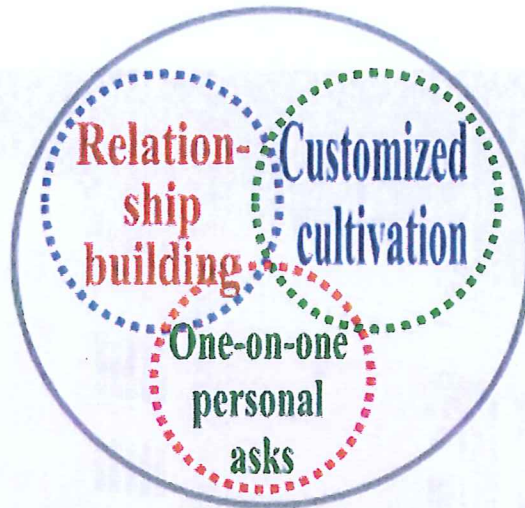 Relation-
ship
building
Customized
cultivation
One-on-one
personal
asks